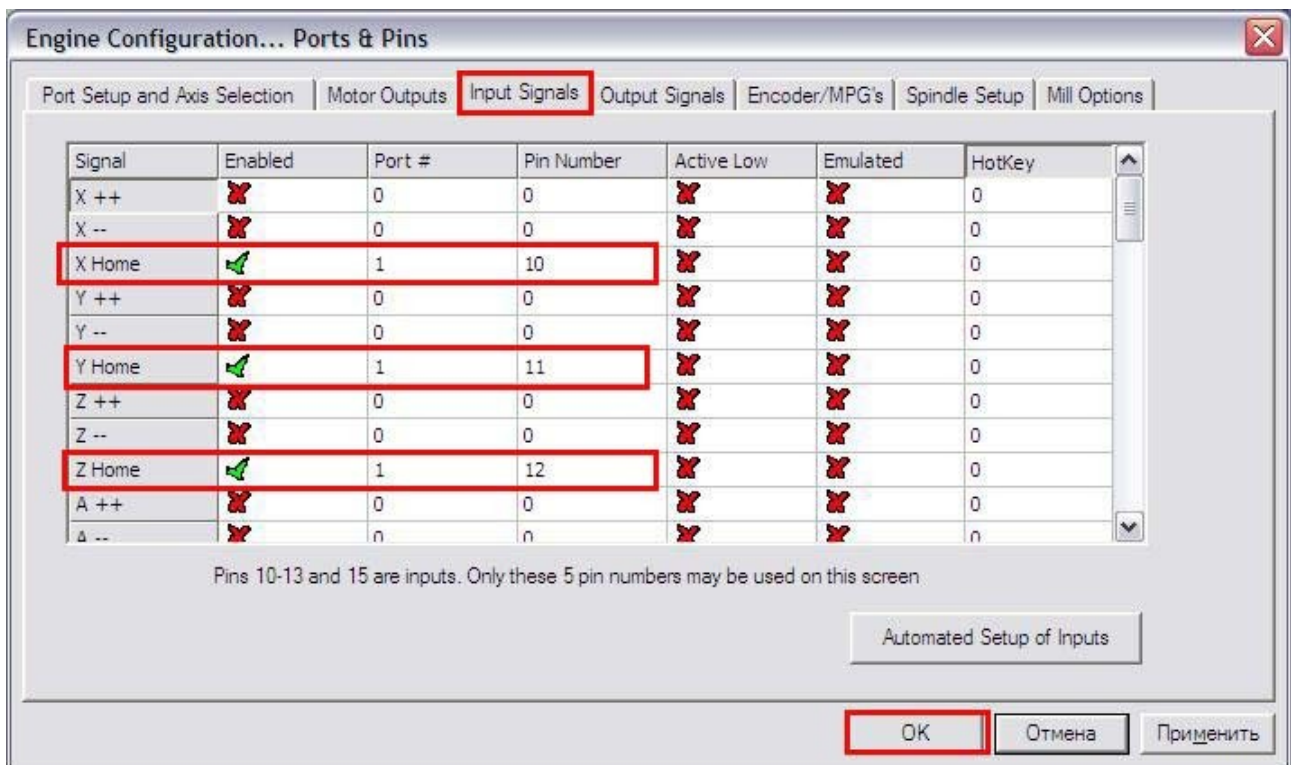 Engine Configuration... Ports & Pins
Port Setup and Axis Selection Motor Outputs Input Signals Output Signals Encoder/MPG's Spindle Setup Mill Options
Signal Enabled Port # Pin Number Active Low Emulated HotKey
X ++ 0 0 0
X -- 0 0 0
X Home 1 10 0
Y ++ 0 0 0
Y -- 0 0 0
Y Home 1 11 0
Z ++ 0 0 0
Z -- 0 0 0
Z Home 1 12 0
A ++ 0 0 0
A -- 0 0 0
Pins 10-13 and 15 are inputs. Only these 5 pin numbers may be used on this screen
Automated Setup of Inputs
OK Отмена Применить